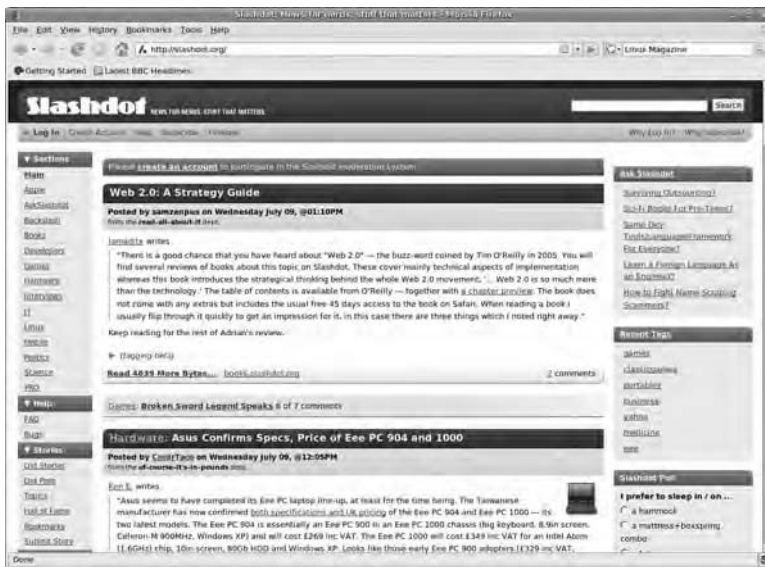 Slashdot: News for nerds, stuff that matters - Mozilla Firefox
File Edit View History Bookmarks Tools Help
http://slashdot.org/
Linux Magazine
Getting Started Latest BBC Headlines
Slashdot NEWS FOR NERDS. STUFF THAT MATTERS.
Search
Log In Create Account Help Subscribe Firehose
Why Log In? Why Subscribe?
▼ Sections
Main
Apple
AskSlashdot
Backslash
Books
Developers
Games
Hardware
Interviews
IT
Linux
Mobile
Politics
Science
YRO
▼ Help
FAQ
Bugs
▼ Stories
Old Stories
Old Polls
Topics
Hall of Fame
Bookmarks
Submit Story
Please create an account to participate in the Slashdot moderation system
Web 2.0: A Strategy Guide
Posted by samzenpus on Wednesday July 09, @01:10PM
from the read-all-about-it dept.
writes
"There is a good chance that you have heard about "Web 2.0" — the buzz-word coined by Tim O'Reilly in 2005. You will
find several reviews of books about this topic on Slashdot. These cover mainly technical aspects of implementation
whereas this book introduces the strategical thinking behind the whole Web 2.0 movement, '... Web 2.0 is so much more
than the technology.' The table of contents is available from O'Reilly — together with a chapter preview. The book does
not come with any extras but includes the usual free 45 days access to the book on Safari. When reading a book I
usually flip through it quickly to get an impression for it, in this case there are three things which I noted right away."
Keep reading for the rest of Adrian's review.
► (tagging beta)
Read 4839 More Bytes... books.slashdot.org
2 comments
Games: Broken Sword Legend Speaks 6 of 7 comments
Hardware: Asus Confirms Specs, Price of Eee PC 904 and 1000
Posted by CmdrTaco on Wednesday July 09, @12:05PM
from the of-course-it's-in-pounds dept.
Eee E. writes
"Asus seems to have completed its Eee PC laptop line-up, at least for the time being. The Taiwanese
manufacturer has now confirmed both specifications and UK pricing of the Eee PC 904 and Eee PC 1000 — its
two latest models. The Eee PC 904 is essentially an Eee PC 900 in an Eee PC 1000 chassis (big keyboard, 8.9in screen,
Celeron-M 900MHz, Windows XP) and will cost £269 inc VAT. The Eee PC 1000 will cost £349 inc VAT for an Intel Atom
(1.6GHz) chip, 10in screen, 80Gb HDD and Windows XP. Looks like those early Eee PC 900 adopters (£329 inc VAT,
Ask Slashdot
Surviving Outsourcing?
Sci-Fi Books For Pre-Teens?
Same Dev
Tools/Language/Framework
For Everyone?
Learn a Foreign Language As
an Engineer?
How to Fight Name Scraping
Scammers?
Recent Tags
games
classicgames
portables
business
yahoo
medicine
Slashdot Poll
I prefer to sleep in / on ...
a hammock
a mattress+boxspring
combo
Done